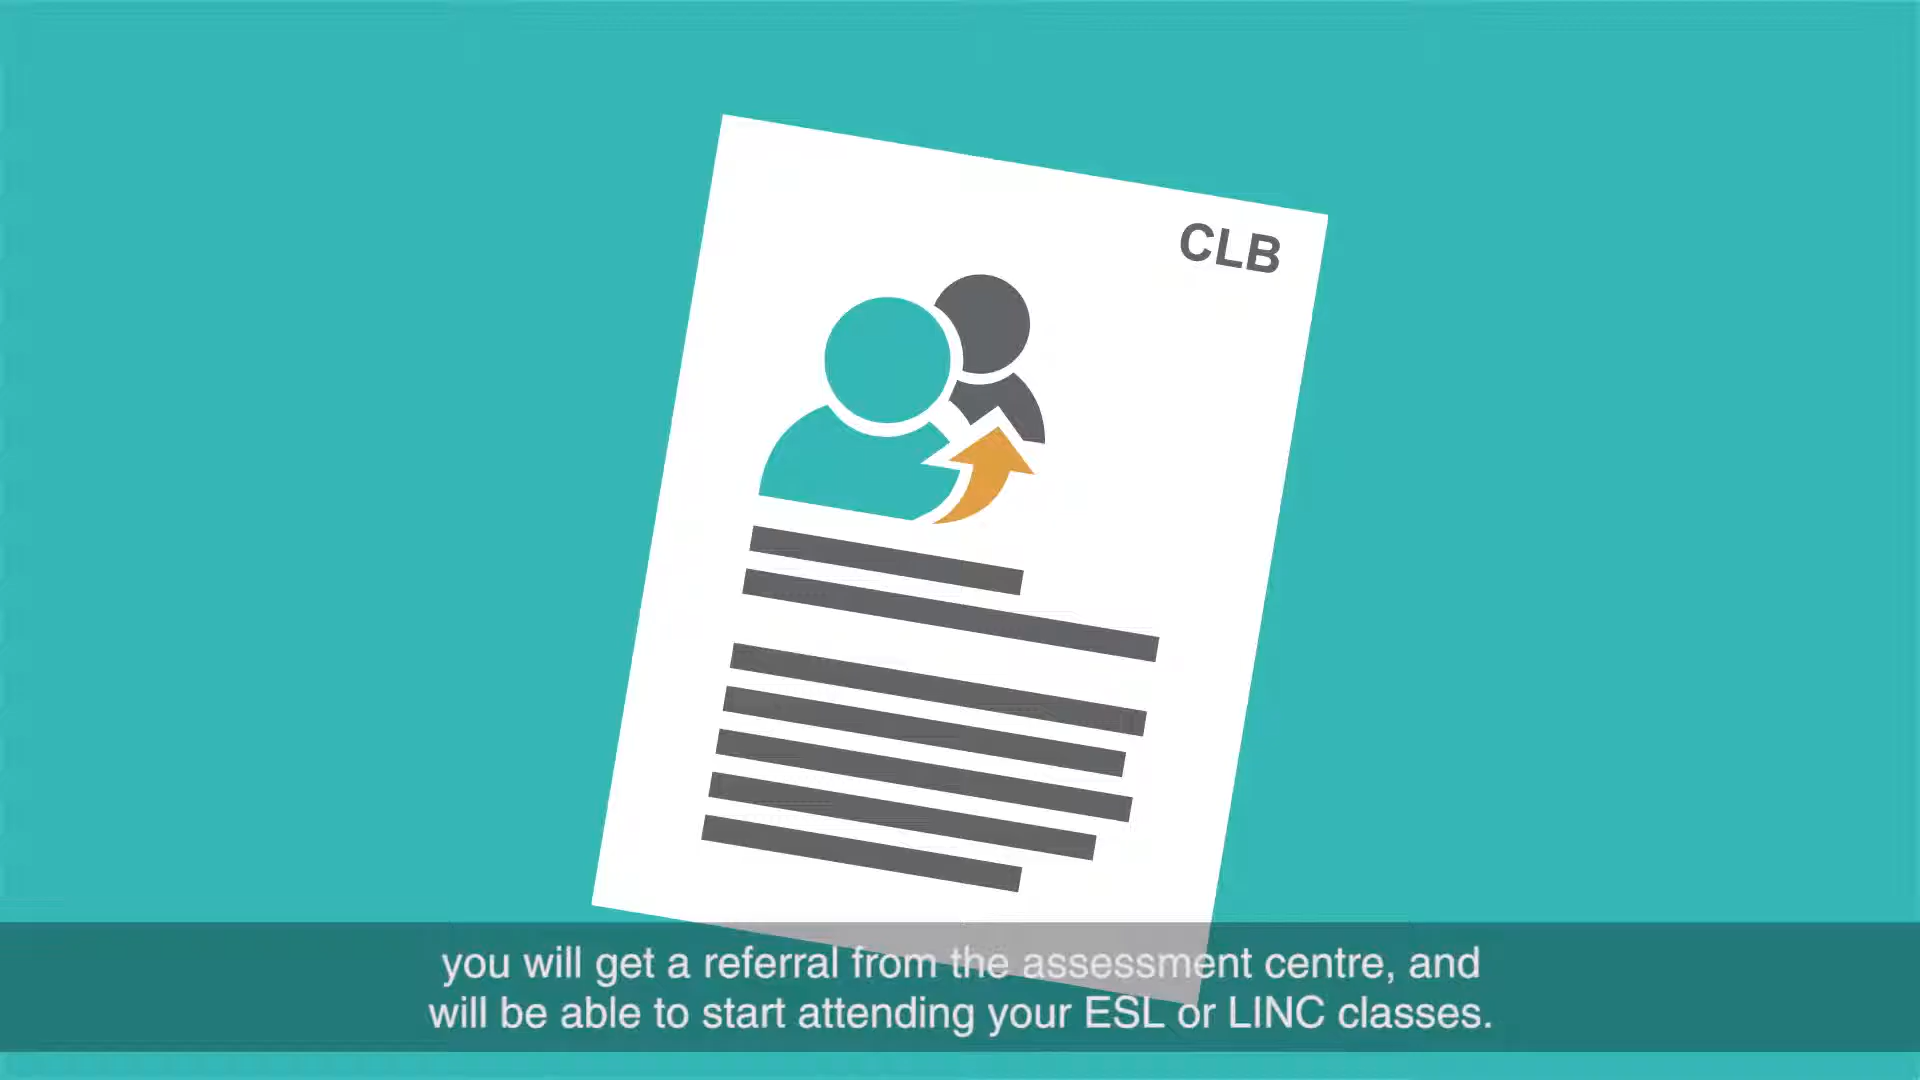 CLB
you will get a referral from the assessment centre, and
will be able to start attending your ESL or LINC classes.